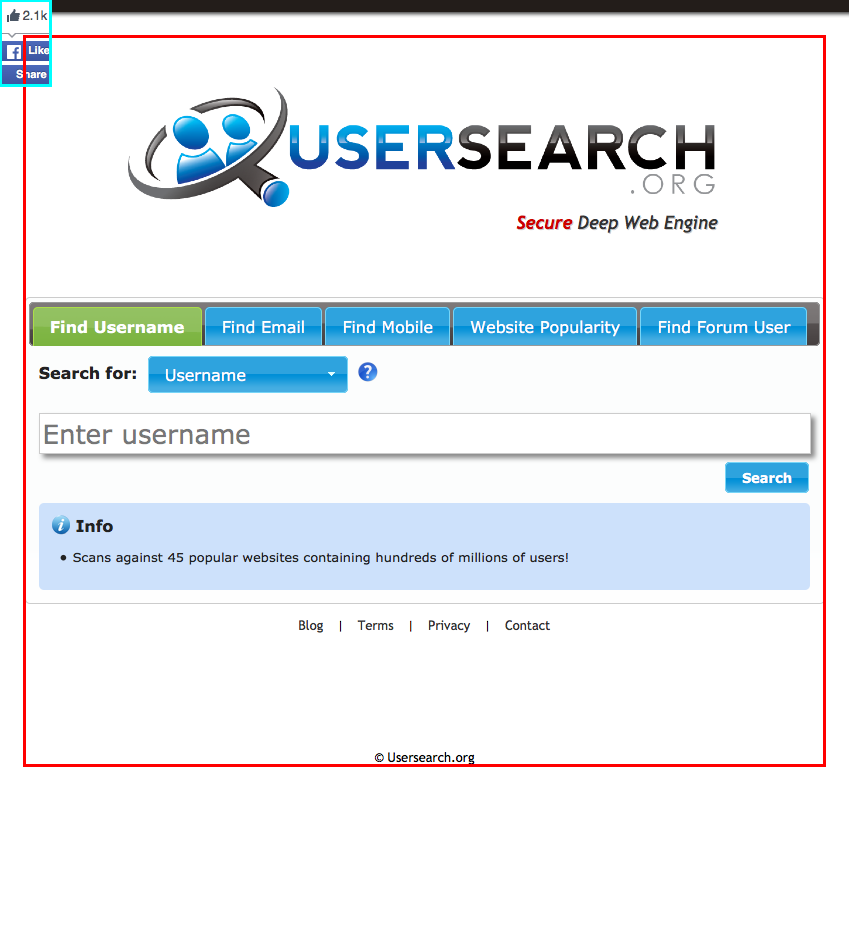 2.1k
Like
Share
USERSEARCH
.ORG
Secure Deep Web Engine
Find Username Find Email Find Mobile Website Popularity Find Forum User
Search for: Username ?
Enter username
Search
i Info
• Scans against 45 popular websites containing hundreds of millions of users!
Blog | Terms | Privacy | Contact
© Usersearch.org